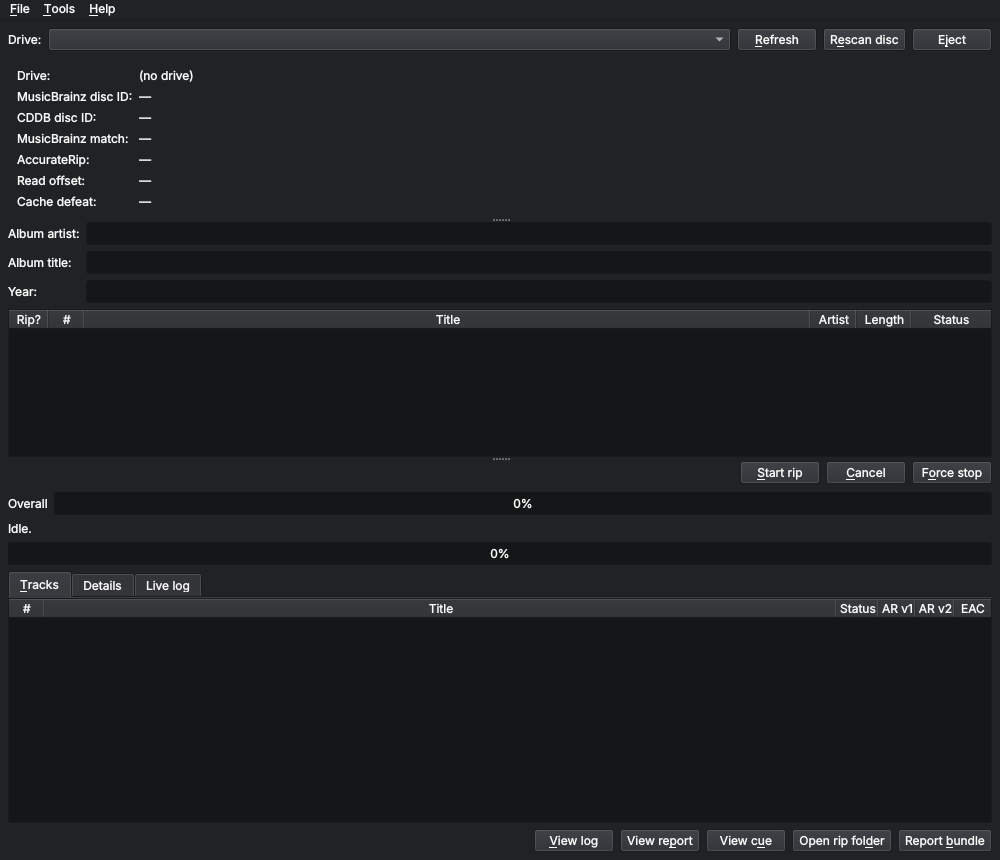 File Tools Help
Drive: Refresh Rescan disc Eject
Drive: (no drive)
MusicBrainz disc ID: —
CDDB disc ID: —
MusicBrainz match: —
AccurateRip: —
Read offset: —
Cache defeat: —
Album artist:
Album title:
Year:
Rip? # Title Artist Length Status
Start rip Cancel Force stop
Overall 0%
Idle.
0%
Tracks Details Live log
# Title Status AR v1 AR v2 EAC
View log View report View cue Open rip folder Report bundle